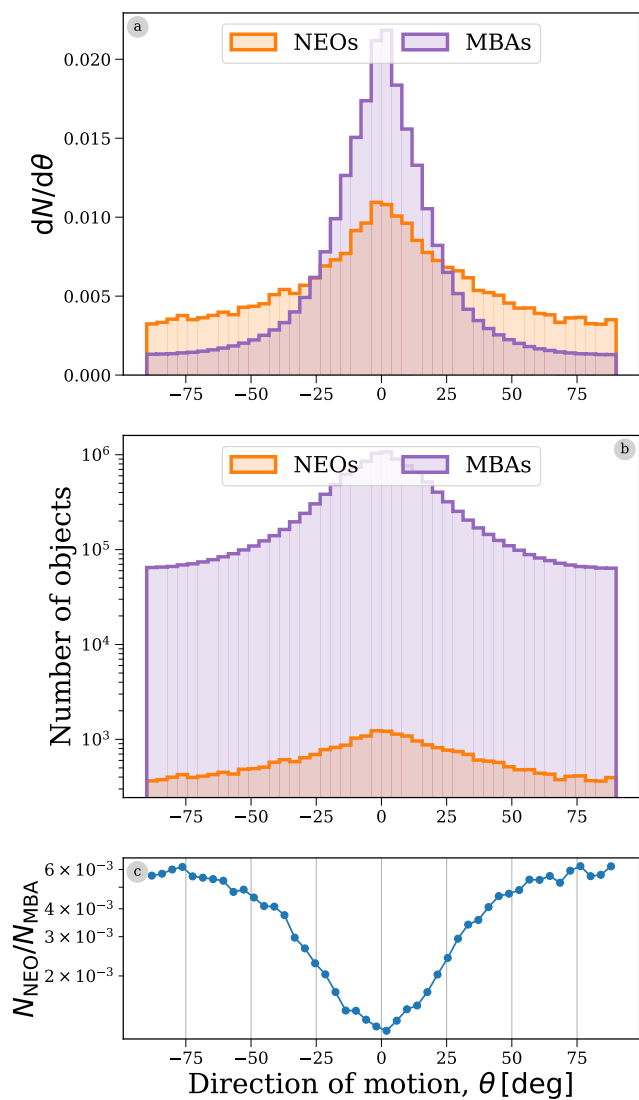 a
NEOs MBAs
dN/dθ
0.020
0.015
0.010
0.005
0.000
−75 −50 −25 0 25 50 75
b
NEOs MBAs
Number of objects
10⁶
10⁵
10⁴
10³
−75 −50 −25 0 25 50 75
c
N_NEO/N_MBA
6 × 10⁻³
4 × 10⁻³
3 × 10⁻³
2 × 10⁻³
−75 −50 −25 0 25 50 75
Direction of motion, θ [deg]